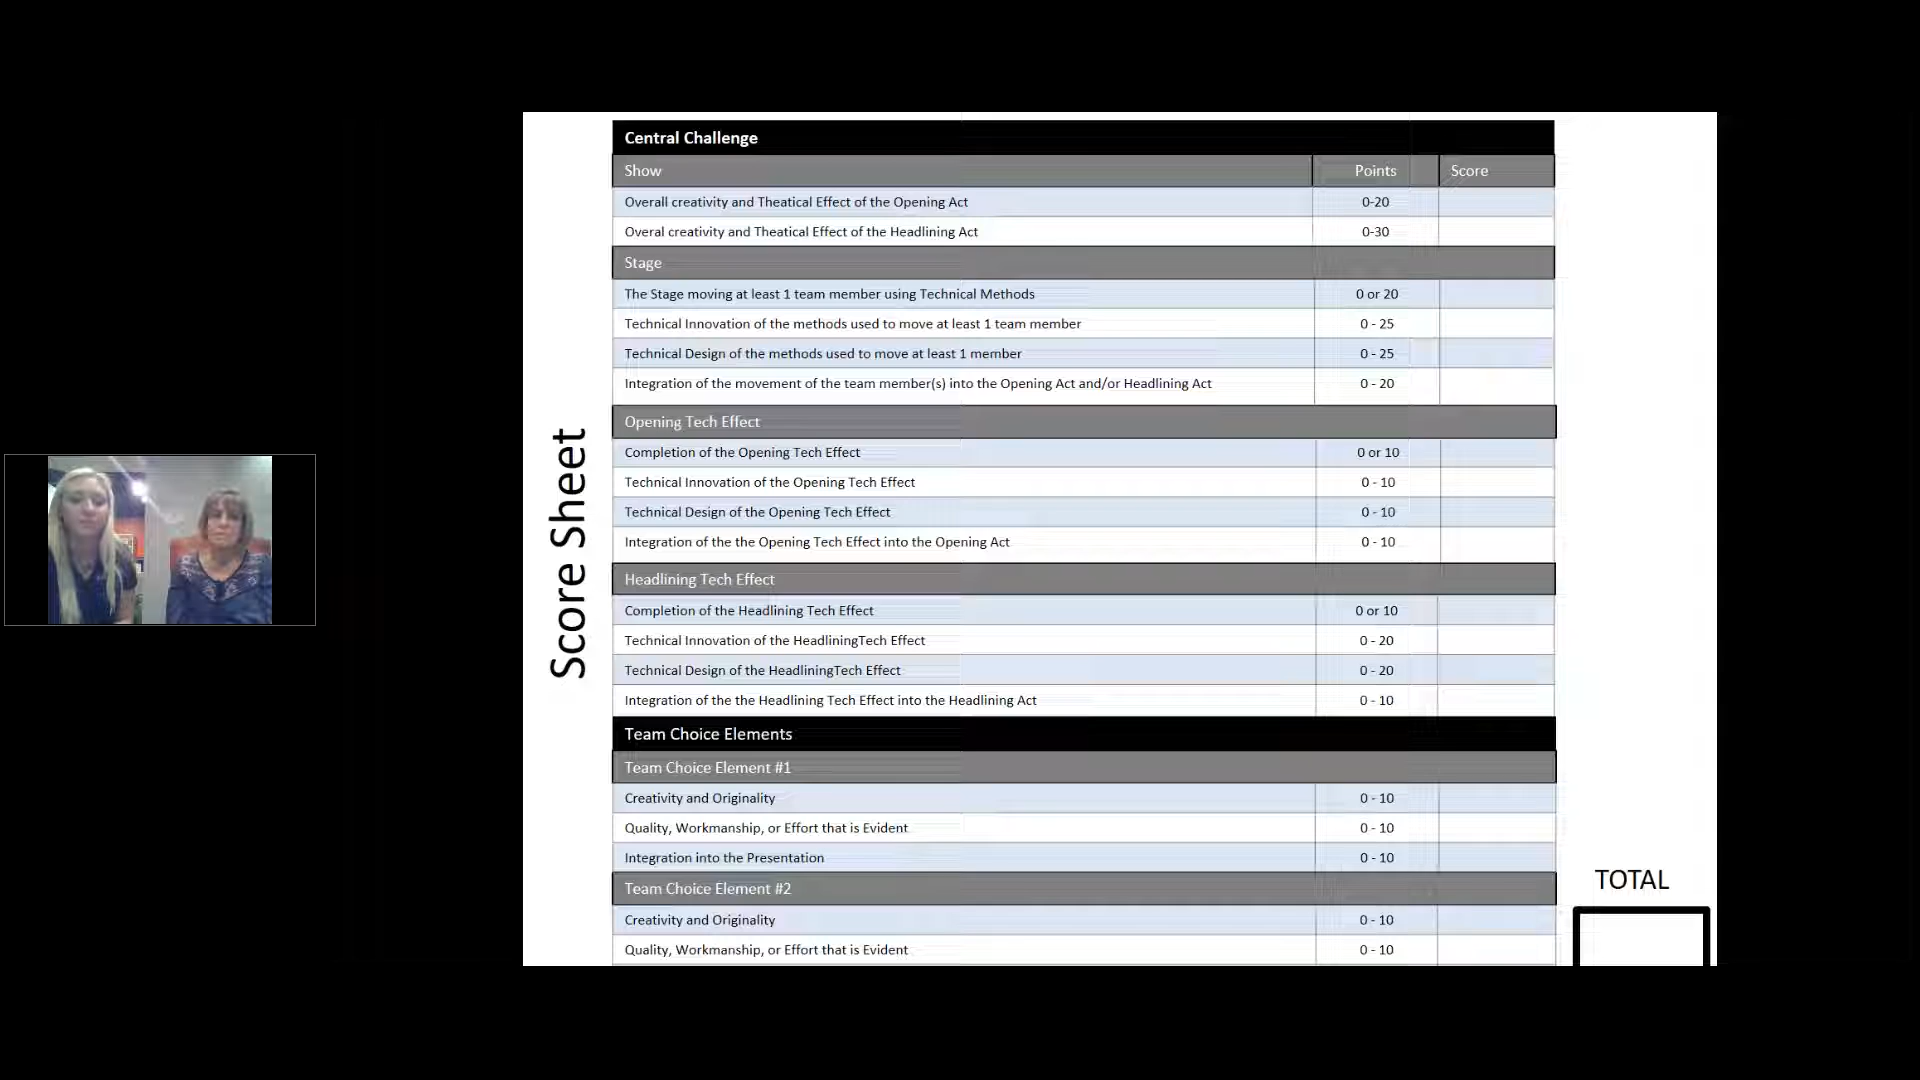 Score Sheet
Central Challenge
Show Points Score
Overall creativity and Theatical Effect of the Opening Act 0-20
Overal creativity and Theatical Effect of the Headlining Act 0-30
Stage
The Stage moving at least 1 team member using Technical Methods 0 or 20
Technical Innovation of the methods used to move at least 1 team member 0 - 25
Technical Design of the methods used to move at least 1 member 0 - 25
Integration of the movement of the team member(s) into the Opening Act and/or Headlining Act 0 - 20
Opening Tech Effect
Completion of the Opening Tech Effect 0 or 10
Technical Innovation of the Opening Tech Effect 0 - 10
Technical Design of the Opening Tech Effect 0 - 10
Integration of the the Opening Tech Effect into the Opening Act 0 - 10
Headlining Tech Effect
Completion of the Headlining Tech Effect 0 or 10
Technical Innovation of the HeadliningTech Effect 0 - 20
Technical Design of the HeadliningTech Effect 0 - 20
Integration of the the Headlining Tech Effect into the Headlining Act 0 - 10
Team Choice Elements
Team Choice Element #1
Creativity and Originality 0 - 10
Quality, Workmanship, or Effort that is Evident 0 - 10
Integration into the Presentation 0 - 10
Team Choice Element #2
Creativity and Originality 0 - 10
Quality, Workmanship, or Effort that is Evident 0 - 10
TOTAL